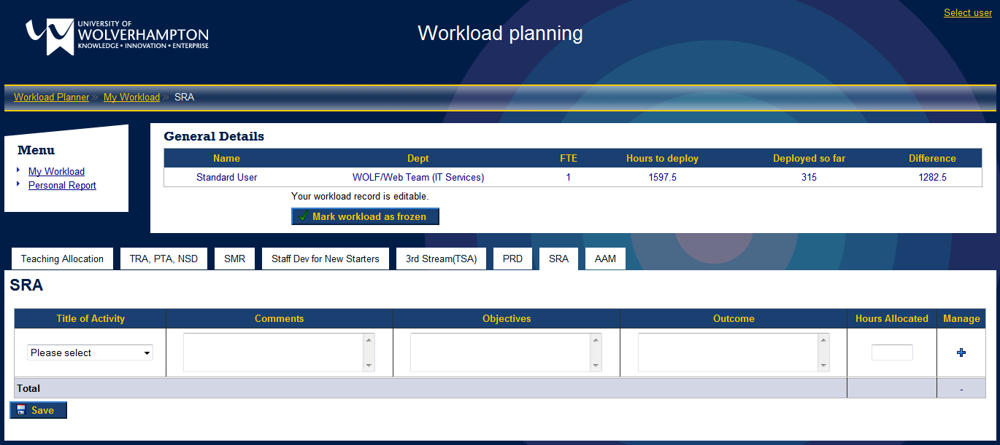 Select user
UNIVERSITY OF
WOLVERHAMPTON
KNOWLEDGE • INNOVATION • ENTERPRISE
Workload planning
Workload Planner » My Workload » SRA
Menu
My Workload
Personal Report
General Details
Name Dept FTE Hours to deploy Deployed so far Difference
Standard User WOLF/Web Team (IT Services) 1 1597.5 315 1282.5
Your workload record is editable.
Mark workload as frozen
Teaching Allocation TRA, PTA, NSD SMR Staff Dev for New Starters 3rd Stream(TSA) PRD SRA AAM
SRA
Title of Activity Comments Objectives Outcome Hours Allocated Manage
Please select
Total -
Save